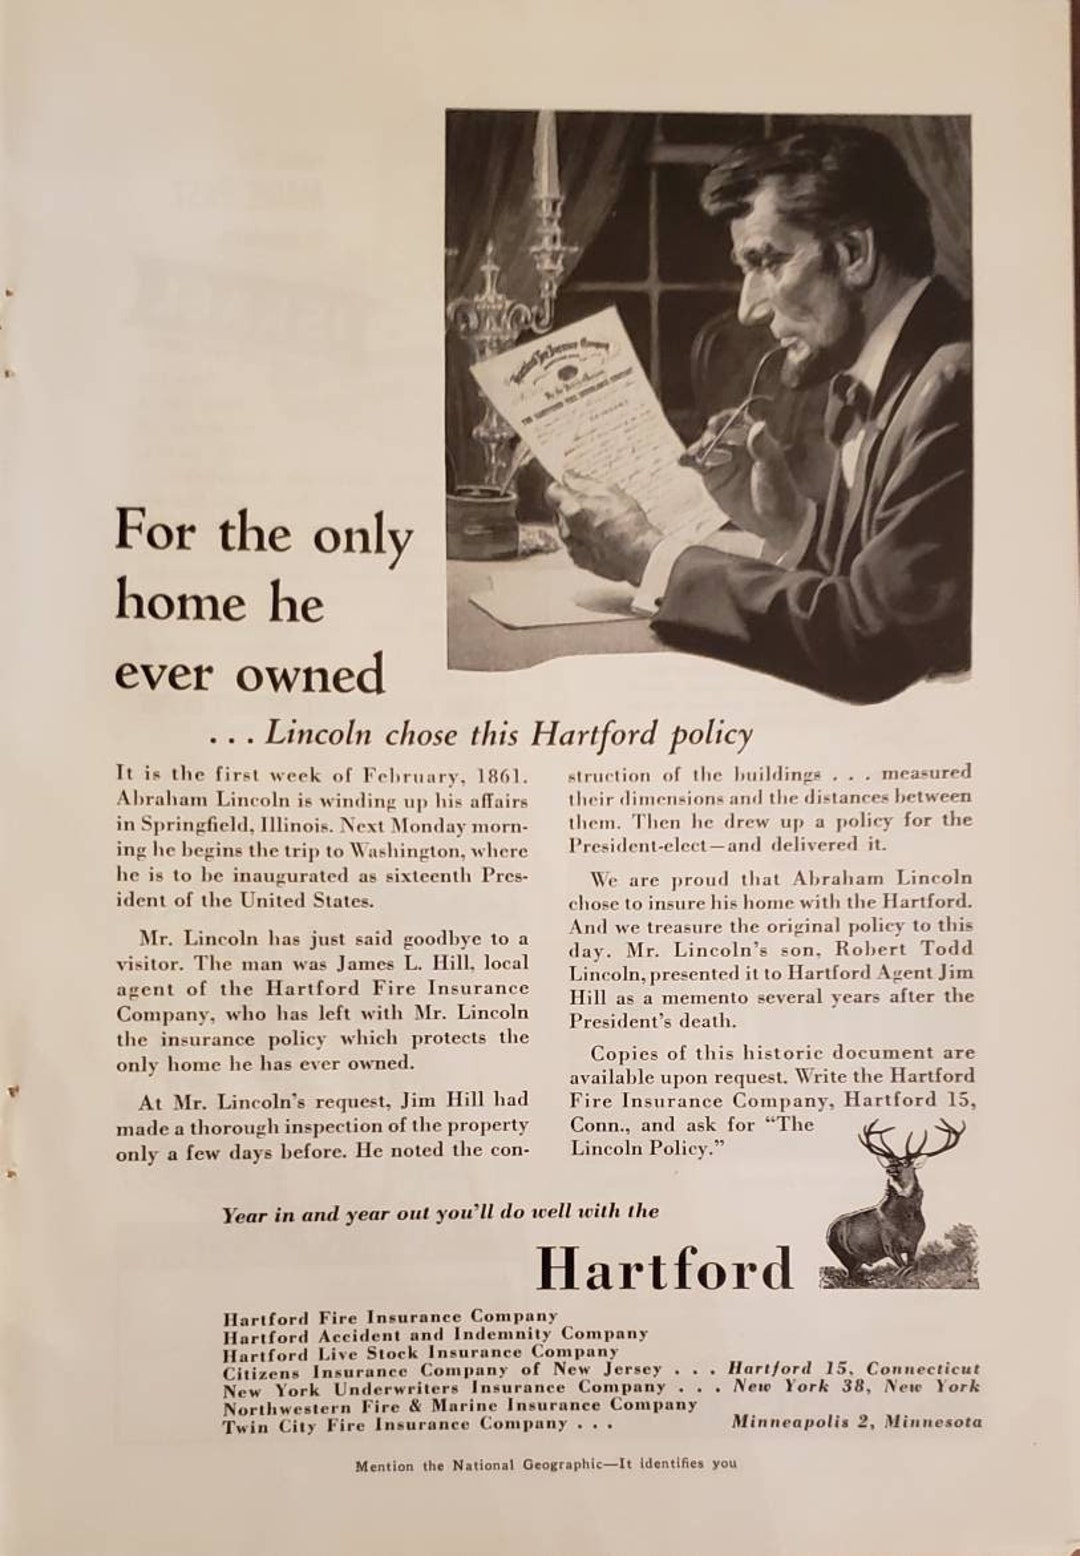 Hartford Fire Insurance Company
THE HARTFORD FIRE INSURANCE COMPANY
For the only
home he
ever owned
. . . Lincoln chose this Hartford policy
It is the first week of February, 1861.
Abraham Lincoln is winding up his affairs
in Springfield, Illinois. Next Monday morn-
ing he begins the trip to Washington, where
he is to be inaugurated as sixteenth Pres-
ident of the United States.
Mr. Lincoln has just said goodbye to a
visitor. The man was James L. Hill, local
agent of the Hartford Fire Insurance
Company, who has left with Mr. Lincoln
the insurance policy which protects the
only home he has ever owned.
At Mr. Lincoln's request, Jim Hill had
made a thorough inspection of the property
only a few days before. He noted the con-
struction of the buildings . . . measured
their dimensions and the distances between
them. Then he drew up a policy for the
President-elect—and delivered it.
We are proud that Abraham Lincoln
chose to insure his home with the Hartford.
And we treasure the original policy to this
day. Mr. Lincoln's son, Robert Todd
Lincoln, presented it to Hartford Agent Jim
Hill as a memento several years after the
President's death.
Copies of this historic document are
available upon request. Write the Hartford
Fire Insurance Company, Hartford 15,
Conn., and ask for "The
Lincoln Policy."
Year in and year out you'll do well with the
Hartford
Hartford Fire Insurance Company
Hartford Accident and Indemnity Company
Hartford Live Stock Insurance Company
Citizens Insurance Company of New Jersey . . . Hartford 15, Connecticut
New York Underwriters Insurance Company . . . New York 38, New York
Northwestern Fire & Marine Insurance Company
Twin City Fire Insurance Company . . . Minneapolis 2, Minnesota
Mention the National Geographic—It identifies you